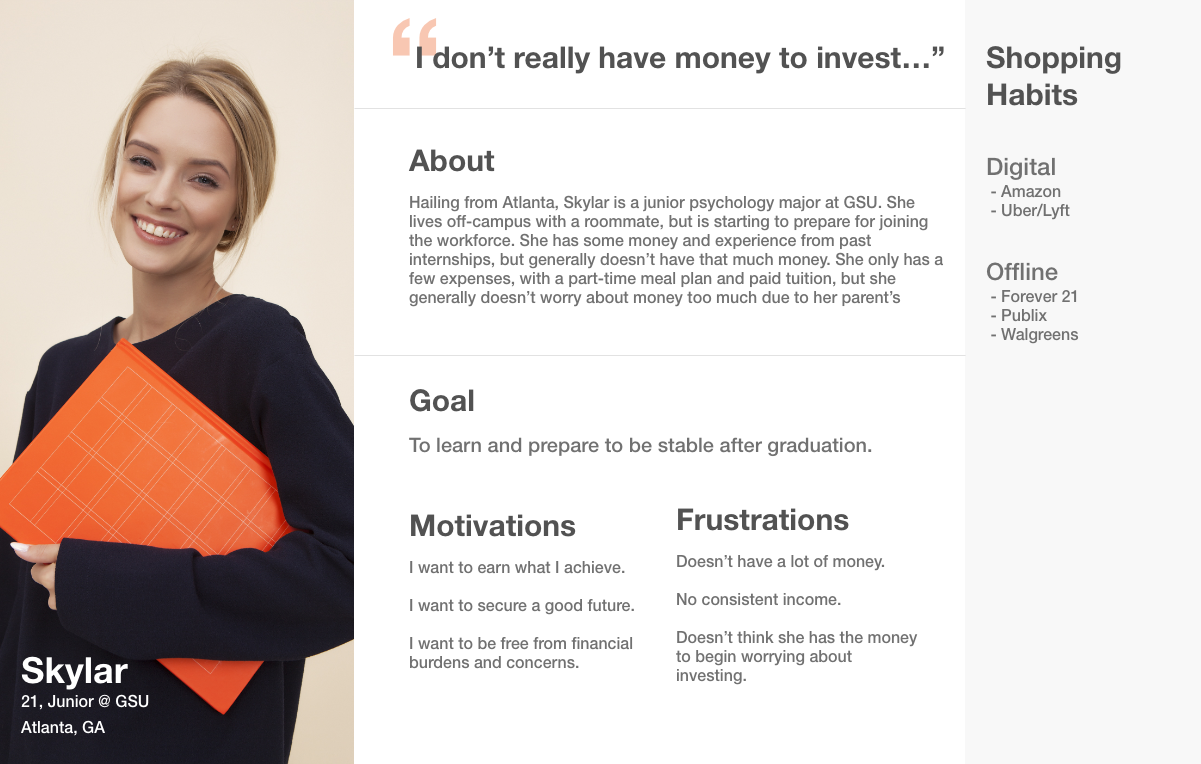 “I don’t really have money to invest…”
About
Hailing from Atlanta, Skylar is a junior psychology major at GSU. She
lives off-campus with a roommate, but is starting to prepare for joining
the workforce. She has some money and experience from past
internships, but generally doesn’t have that much money. She only has a
few expenses, with a part-time meal plan and paid tuition, but she
generally doesn’t worry about money too much due to her parent’s
Goal
To learn and prepare to be stable after graduation.
Motivations
I want to earn what I achieve.
I want to secure a good future.
I want to be free from financial
burdens and concerns.
Frustrations
Doesn’t have a lot of money.
No consistent income.
Doesn’t think she has the money
to begin worrying about
investing.
Shopping
Habits
Digital
- Amazon
- Uber/Lyft
Offline
- Forever 21
- Publix
- Walgreens
Skylar
21, Junior @ GSU
Atlanta, GA